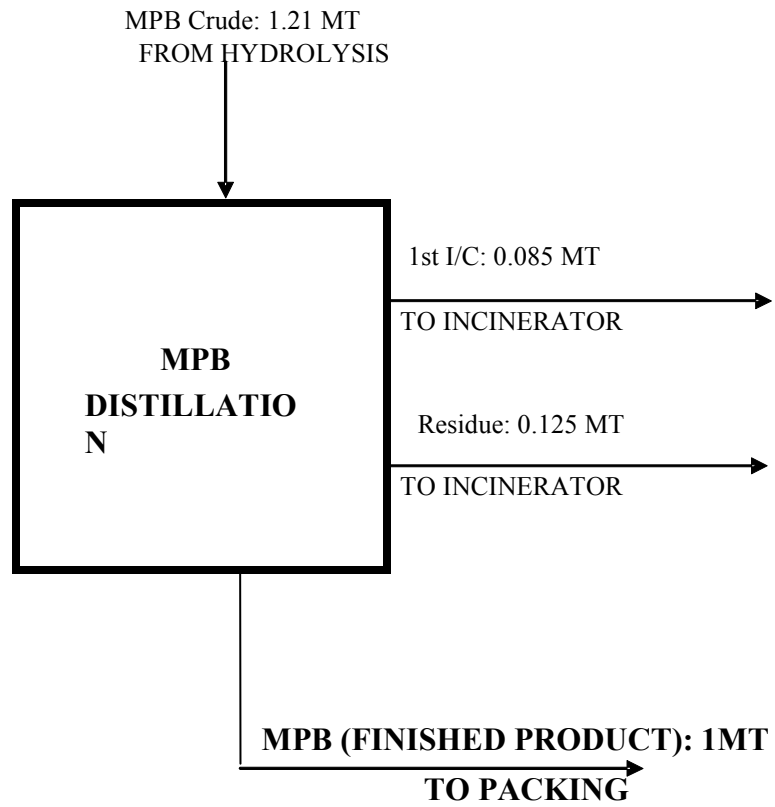 MPB Crude: 1.21 MT
FROM HYDROLYSIS
1st I/C: 0.085 MT
TO INCINERATOR
MPB
DISTILLATIO
N
Residue: 0.125 MT
TO INCINERATOR
MPB (FINISHED PRODUCT): 1MT
TO PACKING